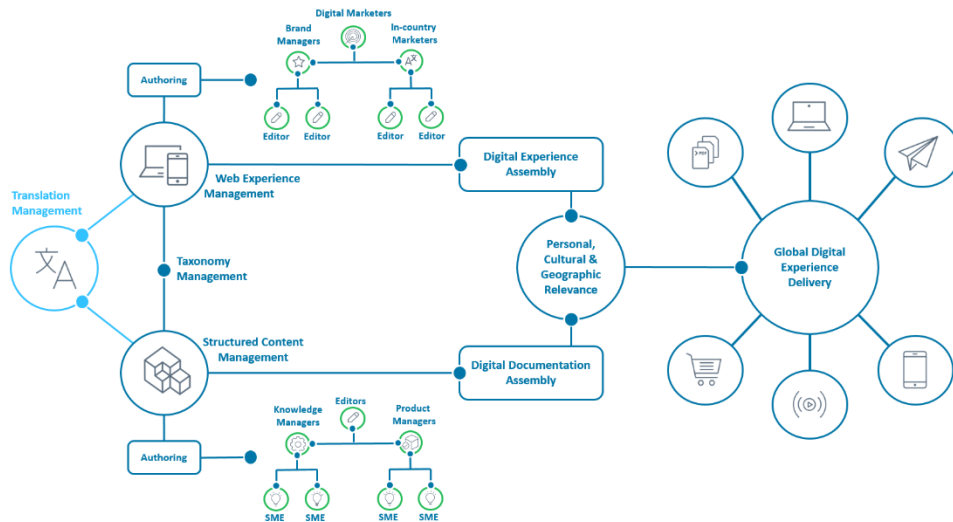 Digital Marketers
Brand
Managers
In-country
Marketers
Authoring
Editor
Editor
Editor
Editor
Web Experience
Management
Digital Experience
Assembly
Translation
Management
文A
Taxonomy
Management
Personal,
Cultural &
Geographic
Relevance
Global Digital
Experience
Delivery
Structured Content
Management
Digital Documentation
Assembly
Knowledge
Managers
Editors
Product
Managers
Authoring
SME
SME
SME
SME